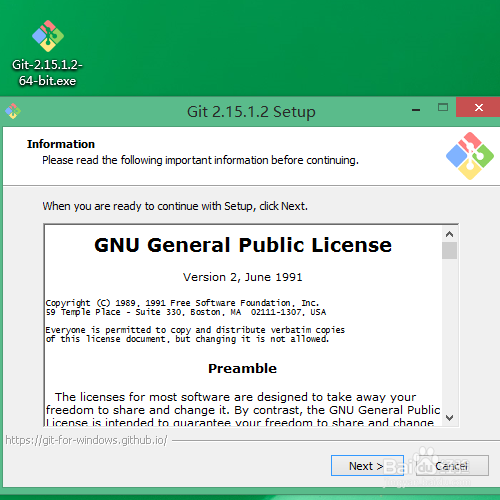 Git-2.15.1.2-
64-bit.exe
Git 2.15.1.2 Setup
Information
Please read the following important information before continuing.
When you are ready to continue with Setup, click Next.
GNU General Public License
Version 2, June 1991
Copyright (C) 1989, 1991 Free Software Foundation, Inc.
59 Temple Place - Suite 330, Boston, MA  02111-1307, USA
Everyone is permitted to copy and distribute verbatim copies
of this license document, but changing it is not allowed.
Preamble
The licenses for most software are designed to take away your
freedom to share and change it. By contrast, the GNU General Public
License is intended to guarantee your freedom to share and change
https://git-for-windows.github.io/
Next >
Cancel